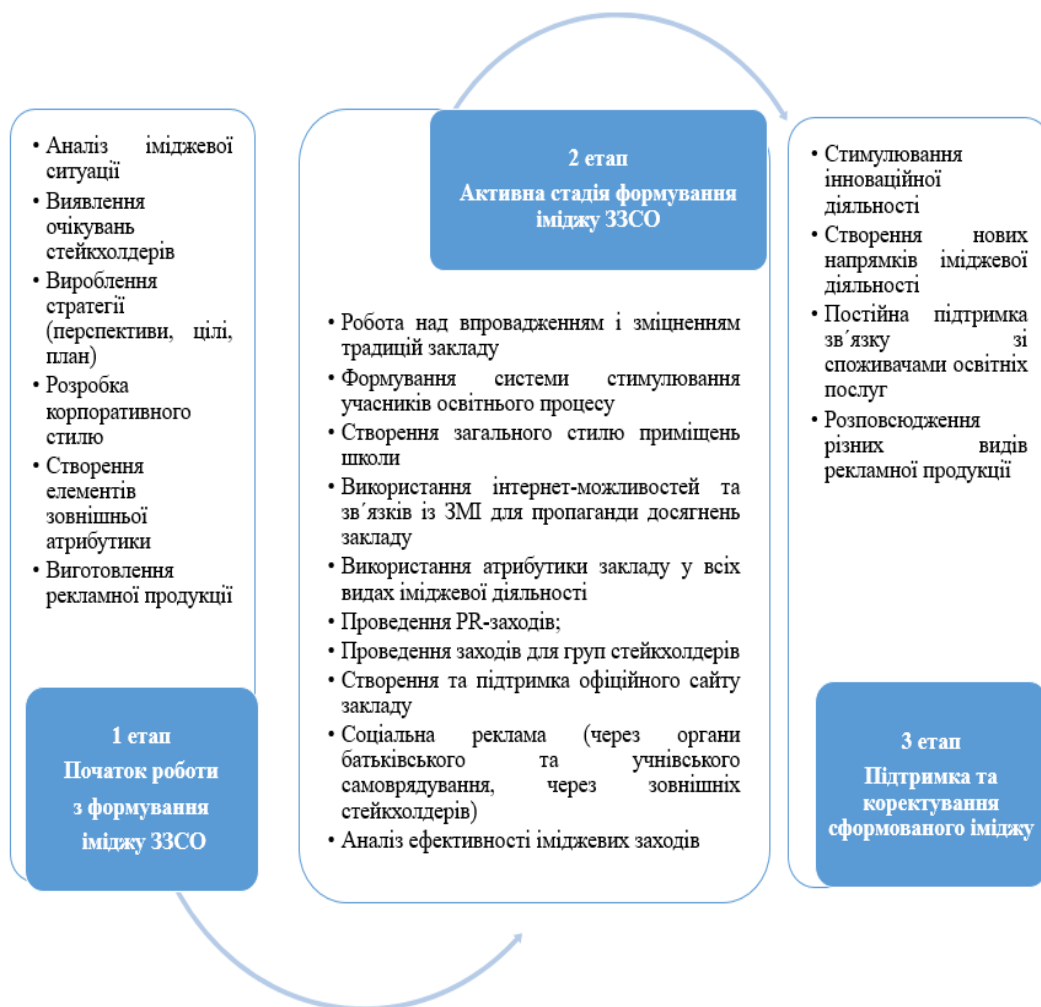 • Аналіз іміджевої
ситуації
• Виявлення
очікувань
стейкхолдерів
• Вироблення
стратегії
(перспективи, цілі,
план)
• Розробка
корпоративного
стилю
• Створення
елементів
зовнішньої
атрибутики
• Виготовлення
рекламної продукції
1 етап
Початок роботи
з формування
іміджу ЗЗСО
2 етап
Активна стадія формування
іміджу ЗЗСО
• Робота над впровадженням і зміцненням
традицій закладу
• Формування системи стимулювання
учасників освітнього процесу
• Створення загального стилю приміщень
школи
• Використання інтернет-можливостей та
зв´язків із ЗМІ для пропаганди досягнень
закладу
• Використання атрибутики закладу у всіх
видах іміджевої діяльності
• Проведення PR-заходів;
• Проведення заходів для груп стейкхолдерів
• Створення та підтримка офіційного сайту
закладу
• Соціальна реклама (через органи
батьківського та учнівського
самоврядування, через зовнішніх
стейкхолдерів)
• Аналіз ефективності іміджевих заходів
• Стимулювання
інноваційної
діяльності
• Створення нових
напрямків іміджевої
діяльності
• Постійна підтримка
зв´язку зі
споживачами освітніх
послуг
• Розповсюдження
різних видів
рекламної продукції
3 етап
Підтримка та
коректування
сформованого іміджу